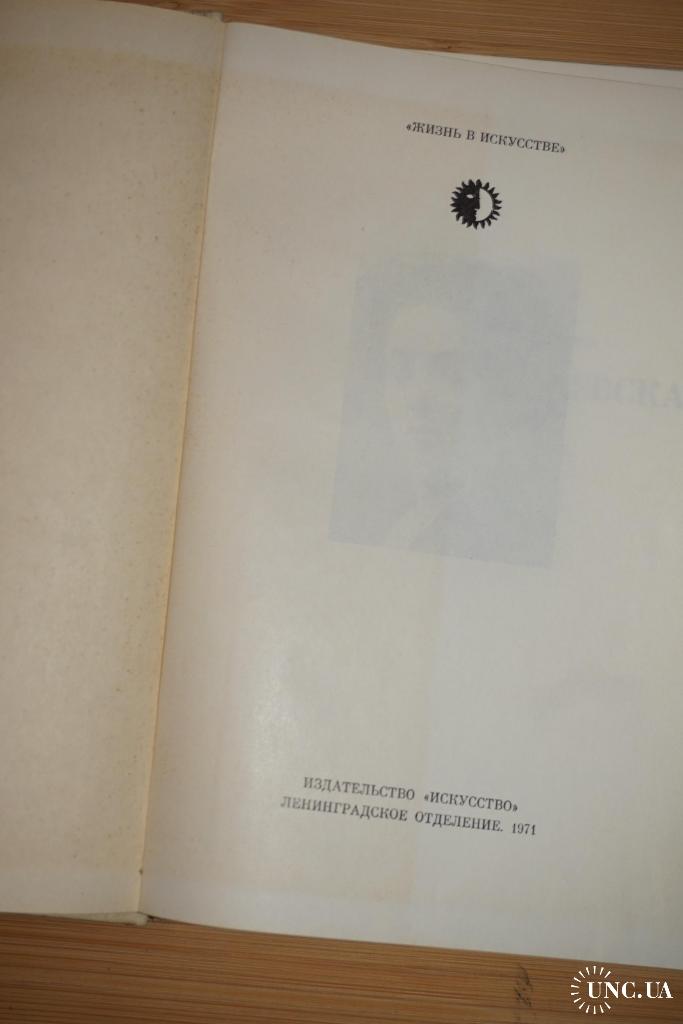 «ЖИЗНЬ В ИСКУССТВЕ»
ИЗДАТЕЛЬСТВО «ИСКУССТВО»
ЛЕНИНГРАДСКОЕ ОТДЕЛЕНИЕ. 1971
UNC.UA